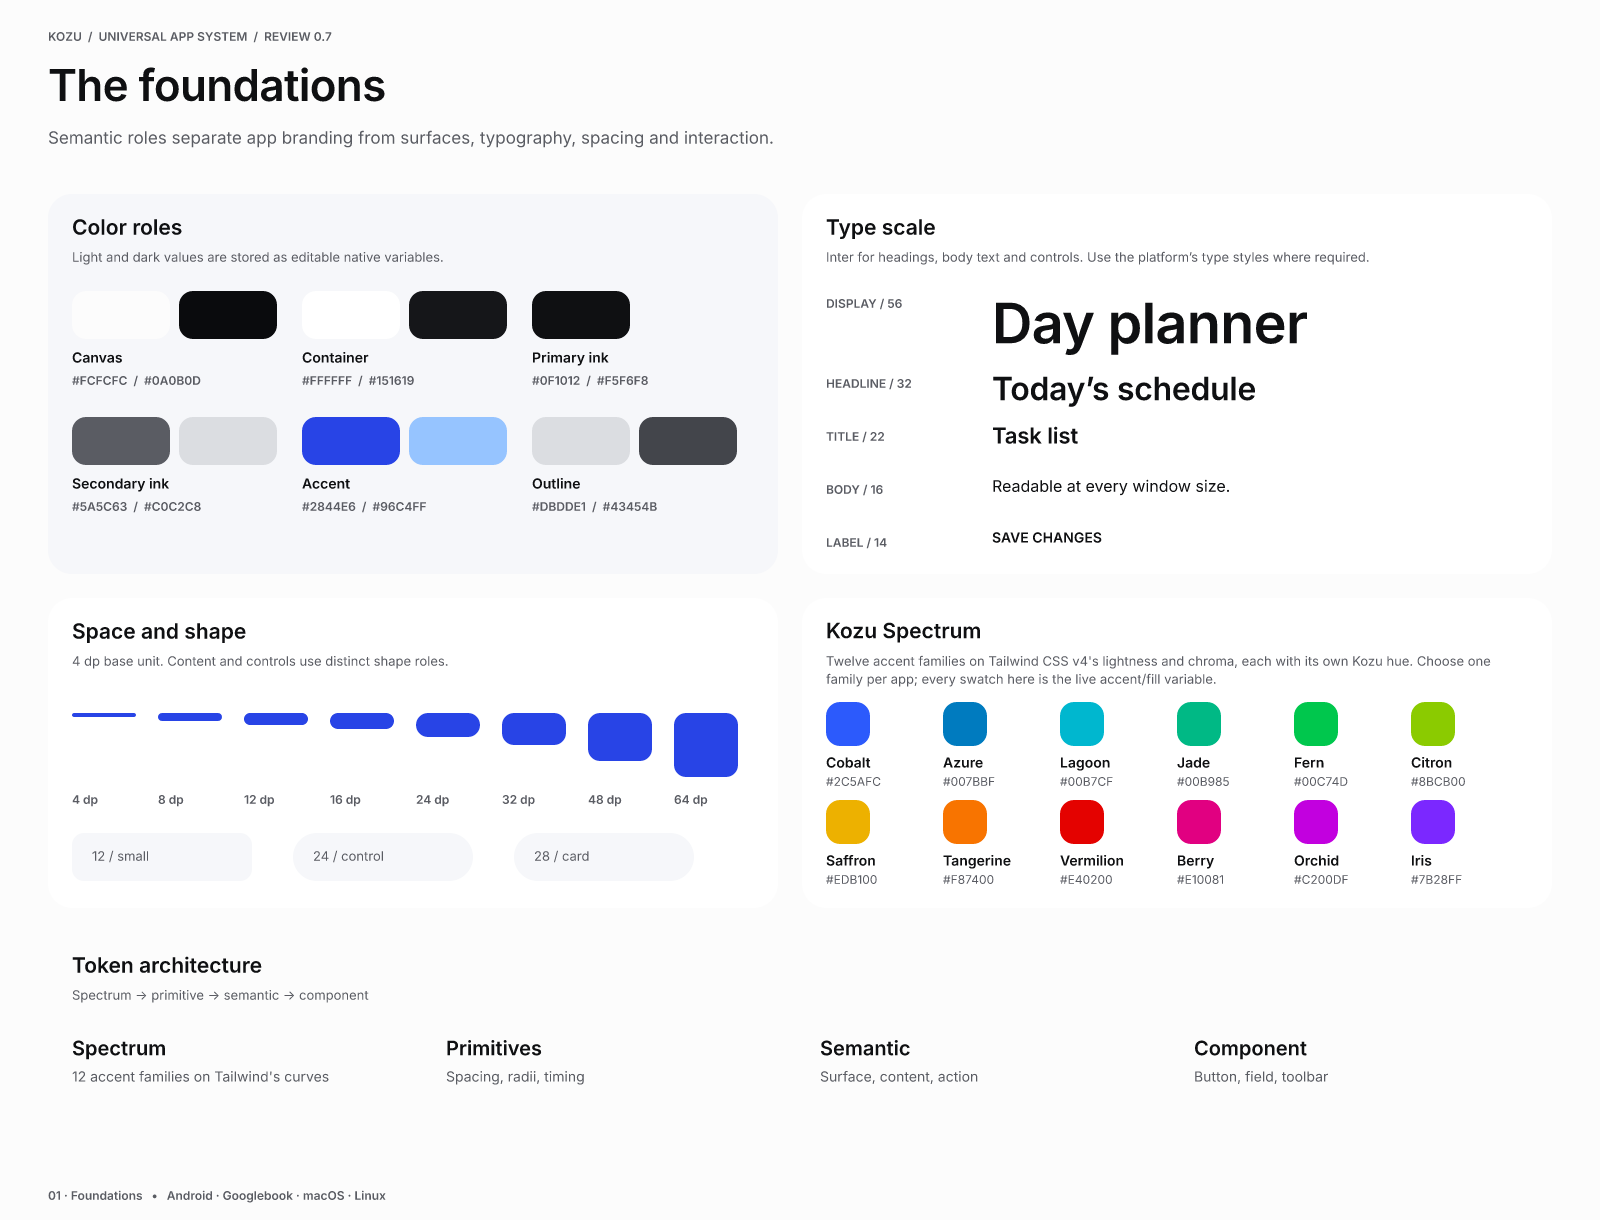 KOZU / UNIVERSAL APP SYSTEM / REVIEW 0.7
The foundations
Semantic roles separate app branding from surfaces, typography, spacing and interaction.
Color roles
Light and dark values are stored as editable native variables.
Canvas
#FCFCFC / #0A0B0D
Container
#FFFFFF / #151619
Primary ink
#0F1012 / #F5F6F8
Secondary ink
#5A5C63 / #C0C2C8
Accent
#2844E6 / #96C4FF
Outline
#DBDDE1 / #43454B
Type scale
Inter for headings, body text and controls. Use the platform’s type styles where required.
DISPLAY / 56
Day planner
HEADLINE / 32
Today’s schedule
TITLE / 22
Task list
BODY / 16
Readable at every window size.
LABEL / 14
SAVE CHANGES
Space and shape
4 dp base unit. Content and controls use distinct shape roles.
4 dp
8 dp
12 dp
16 dp
24 dp
32 dp
48 dp
64 dp
12 / small
24 / control
28 / card
Kozu Spectrum
Twelve accent families on Tailwind CSS v4's lightness and chroma, each with its own Kozu hue. Choose one
family per app; every swatch here is the live accent/fill variable.
Cobalt
#2C5AFC
Azure
#007BBF
Lagoon
#00B7CF
Jade
#00B985
Fern
#00C74D
Citron
#8BCB00
Saffron
#EDB100
Tangerine
#F87400
Vermilion
#E40200
Berry
#E10081
Orchid
#C200DF
Iris
#7B28FF
Token architecture
Spectrum → primitive → semantic → component
Spectrum
12 accent families on Tailwind's curves
Primitives
Spacing, radii, timing
Semantic
Surface, content, action
Component
Button, field, toolbar
01 · Foundations • Android · Googlebook · macOS · Linux